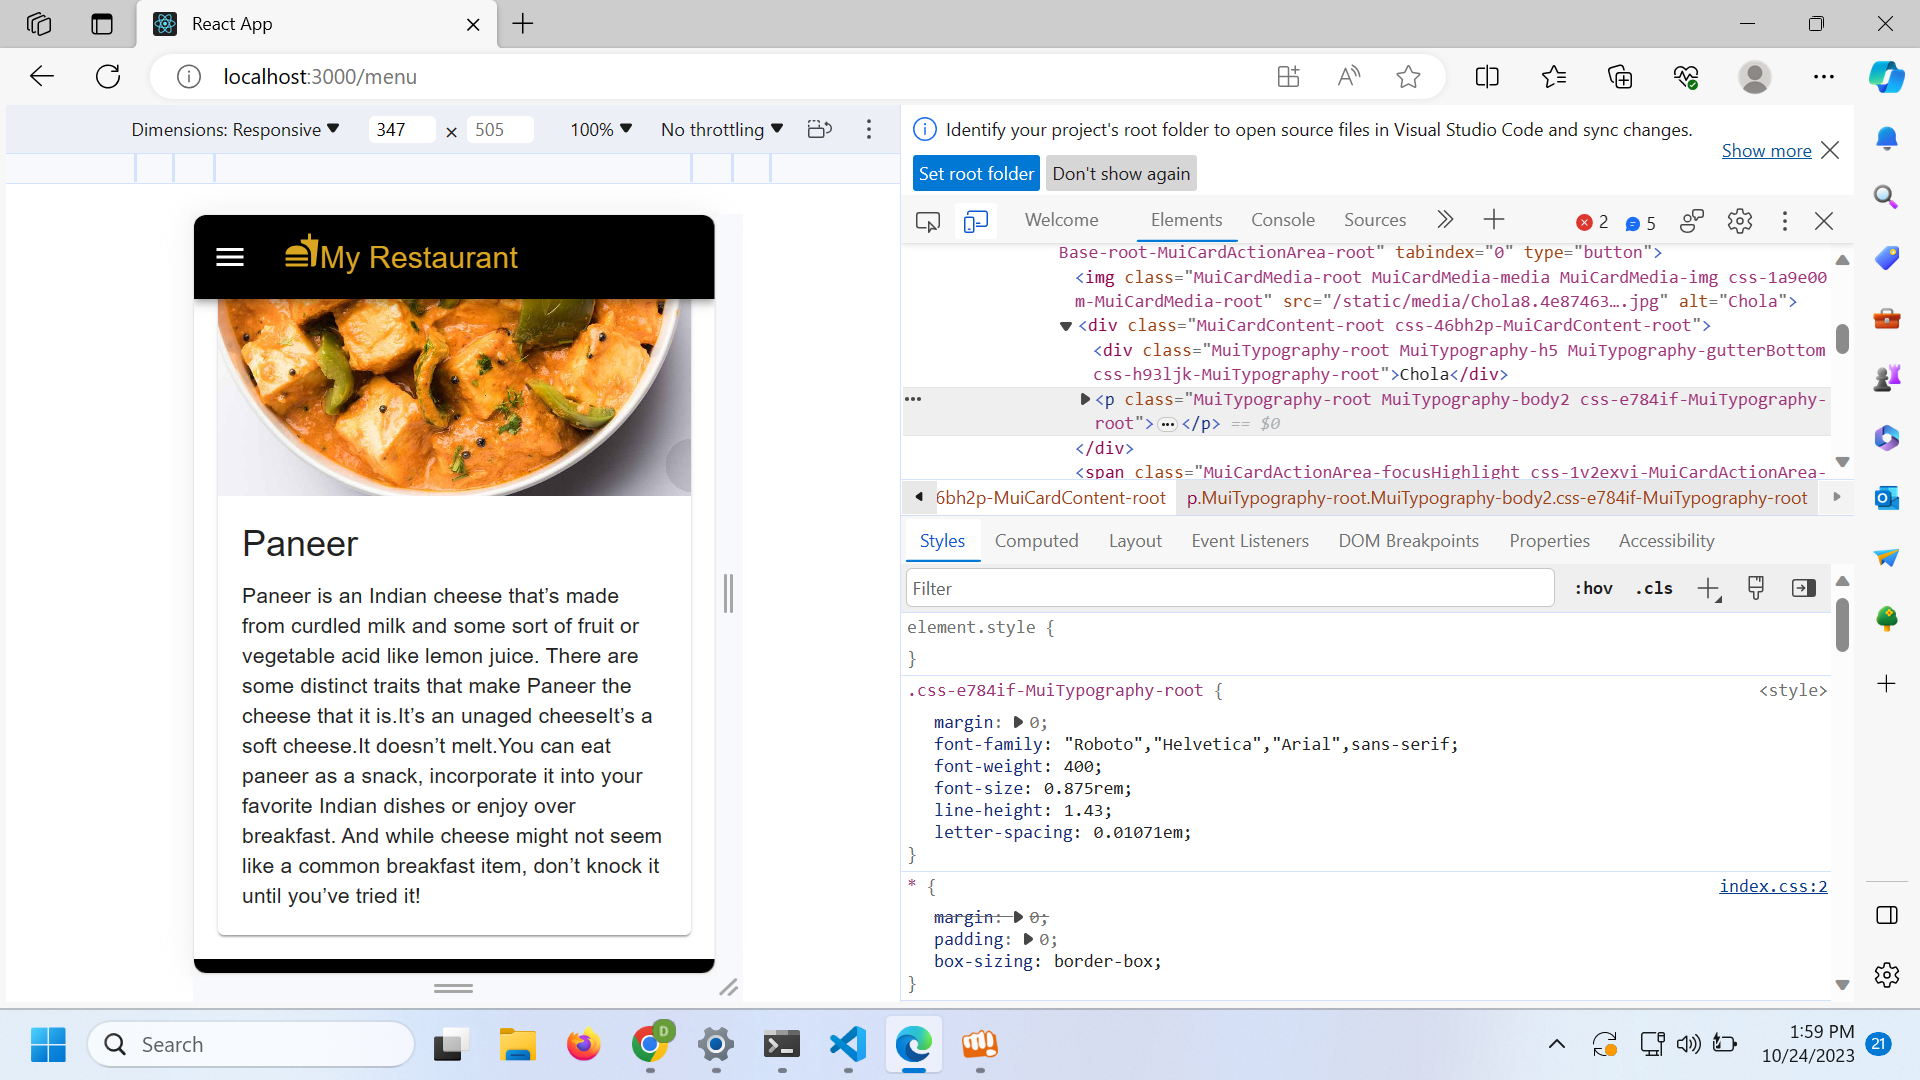 React App
localhost:3000/menu
Dimensions: Responsive 347 × 505 100% No throttling
My Restaurant
Paneer
Paneer is an Indian cheese that’s made
from curdled milk and some sort of fruit or
vegetable acid like lemon juice. There are
some distinct traits that make Paneer the
cheese that it is.It’s an unaged cheeseIt’s a
soft cheese.It doesn’t melt.You can eat
paneer as a snack, incorporate it into your
favorite Indian dishes or enjoy over
breakfast. And while cheese might not seem
like a common breakfast item, don’t knock it
until you’ve tried it!
Identify your project's root folder to open source files in Visual Studio Code and sync changes.
Show more
Set root folder Don't show again
Welcome Elements Console Sources 2 5
Base-root-MuiCardActionArea-root" tabindex="0" type="button">
<img class="MuiCardMedia-root MuiCardMedia-media MuiCardMedia-img css-1a9e00
m-MuiCardMedia-root" src="/static/media/Chola8.4e87463….jpg" alt="Chola">
<div class="MuiCardContent-root css-46bh2p-MuiCardContent-root">
<div class="MuiTypography-root MuiTypography-h5 MuiTypography-gutterBottom
css-h93ljk-MuiTypography-root">Chola</div>
<p class="MuiTypography-root MuiTypography-body2 css-e784if-MuiTypography-
root">…</p> == $0
</div>
<span class="MuiCardActionArea-focusHighlight css-1v2exvi-MuiCardActionArea-
6bh2p-MuiCardContent-root p.MuiTypography-root.MuiTypography-body2.css-e784if-MuiTypography-root
Styles Computed Layout Event Listeners DOM Breakpoints Properties Accessibility
Filter :hov .cls
element.style {
}
.css-e784if-MuiTypography-root { <style>
margin: 0;
font-family: "Roboto","Helvetica","Arial",sans-serif;
font-weight: 400;
font-size: 0.875rem;
line-height: 1.43;
letter-spacing: 0.01071em;
}
* { index.css:2
margin: 0;
padding: 0;
box-sizing: border-box;
}
Search
D
1:59 PM
10/24/2023
21